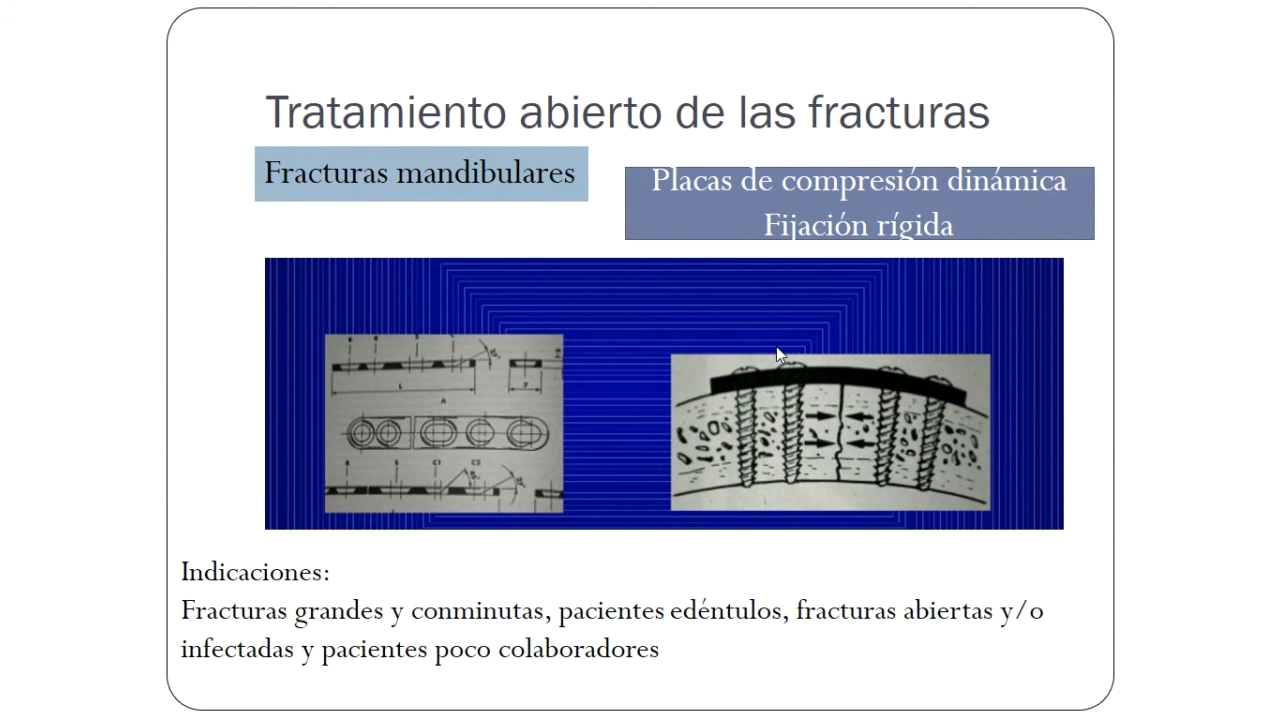 Tratamiento abierto de las fracturas
Fracturas mandibulares
Placas de compresión dinámica
Fijación rígida
L
A
Indicaciones:
Fracturas grandes y conminutas, pacientes edéntulos, fracturas abiertas y/o
infectadas y pacientes poco colaboradores